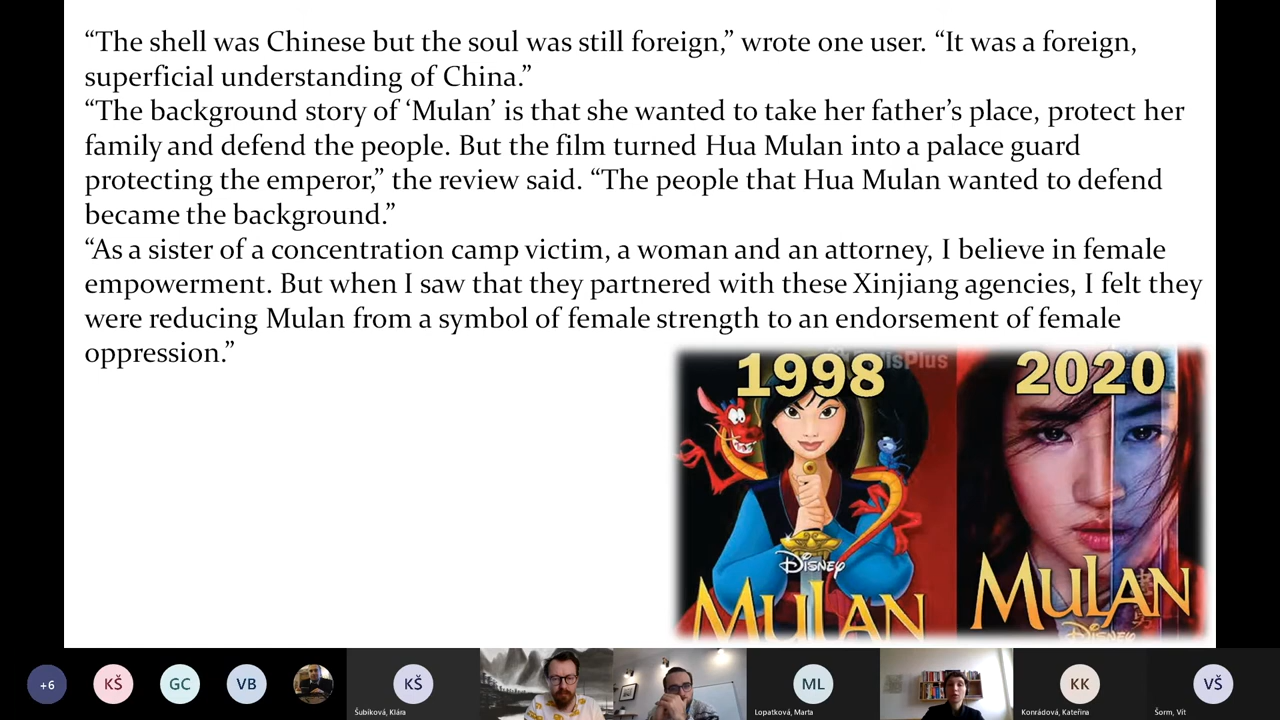 “The shell was Chinese but the soul was still foreign,” wrote one user. “It was a foreign,
superficial understanding of China.”
“The background story of ‘Mulan’ is that she wanted to take her father’s place, protect her
family and defend the people. But the film turned Hua Mulan into a palace guard
protecting the emperor,” the review said. “The people that Hua Mulan wanted to defend
became the background.”
“As a sister of a concentration camp victim, a woman and an attorney, I believe in female
empowerment. But when I saw that they partnered with these Xinjiang agencies, I felt they
were reducing Mulan from a symbol of female strength to an endorsement of female
oppression.”
1998
2020
DISNEY
MULAN
MULAN
DISNEY
+6
KŠ
GC
VB
KŠ
ML
KK
VŠ
Šubíková, Klára
Lopatková, Marta
Konrádová, Kateřina
Šorm, Vít